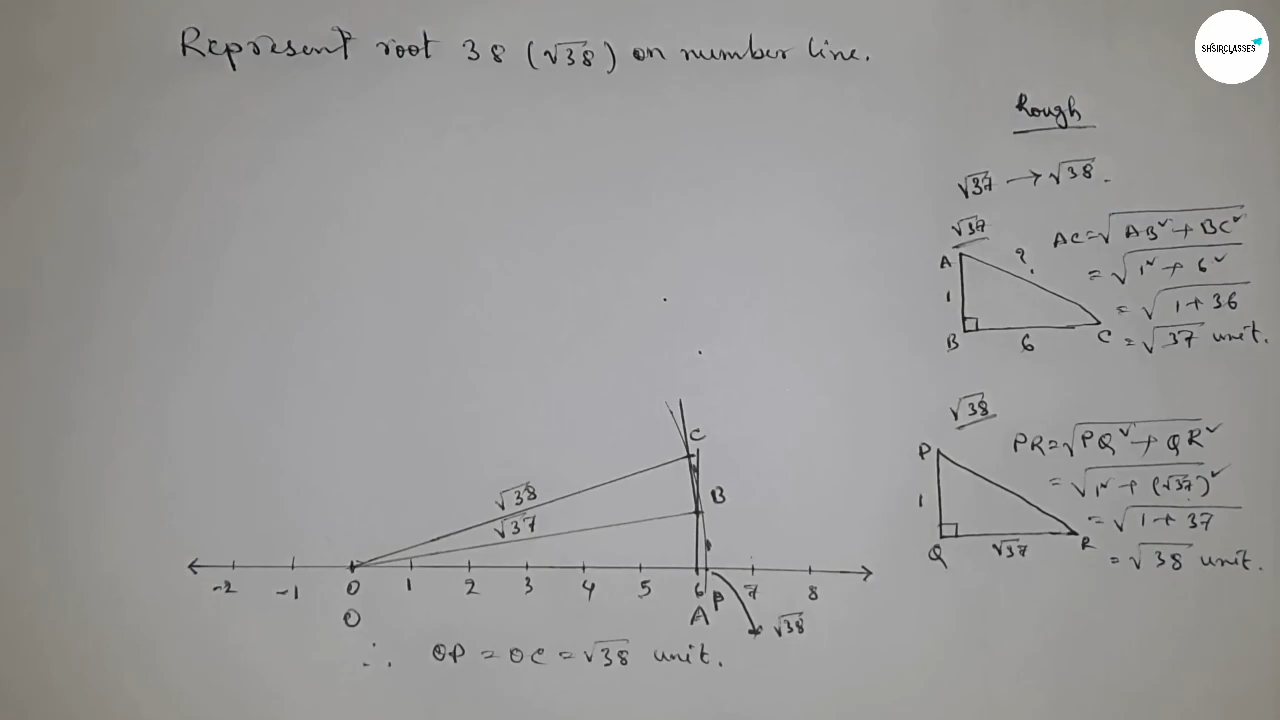 Represent root 38 (√38) on number line.
SHSIRCLASSES
Rough
√37 → √38.
√37
AC = √AB² + BC²
A ?
= √1² + 6²
1
= √1 + 36
B 6 C
= √37 unit.
√38
PR = √PQ² + QR²
P
= √1² + (√37)²
1
= √1 + 37
Q √37 R
= √38 unit.
C
√38
B
√37
-2 -1 0 1 2 3 4 5 6 P 7 8
O A √38
∴ OP = OC = √38 unit.